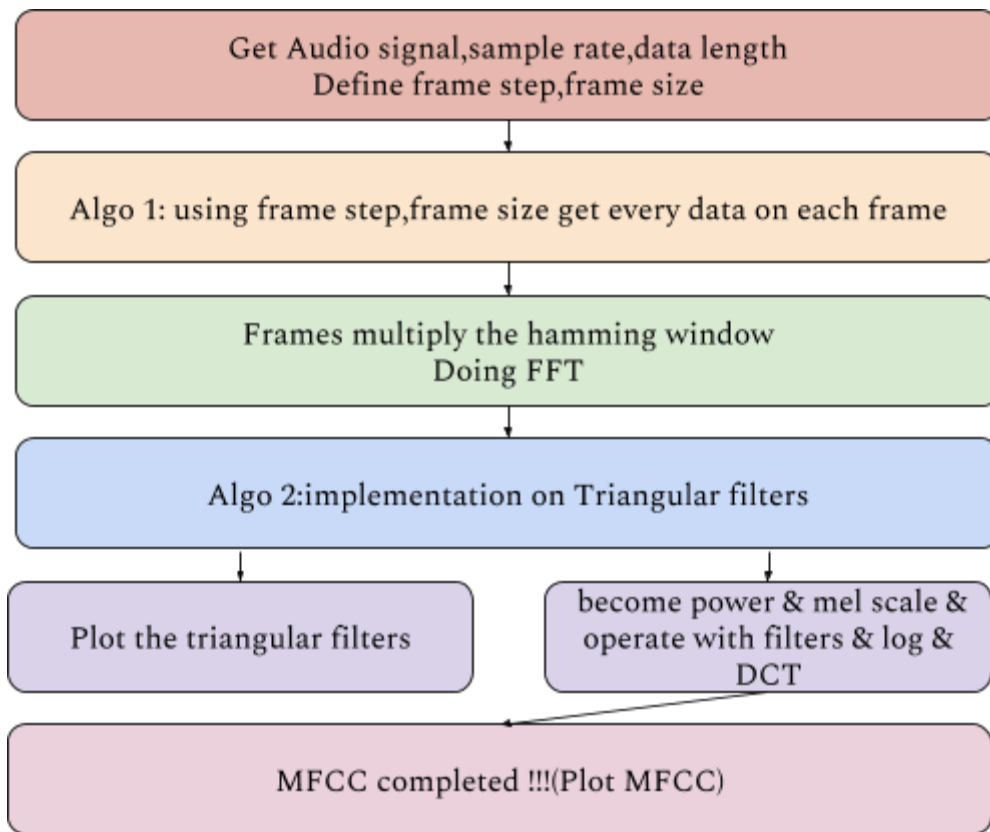 Get Audio signal,sample rate,data length
Define frame step,frame size
Algo 1: using frame step,frame size get every data on each frame
Frames multiply the hamming window
Doing FFT
Algo 2:implementation on Triangular filters
Plot the triangular filters
become power & mel scale &
operate with filters & log &
DCT
MFCC completed !!!(Plot MFCC)